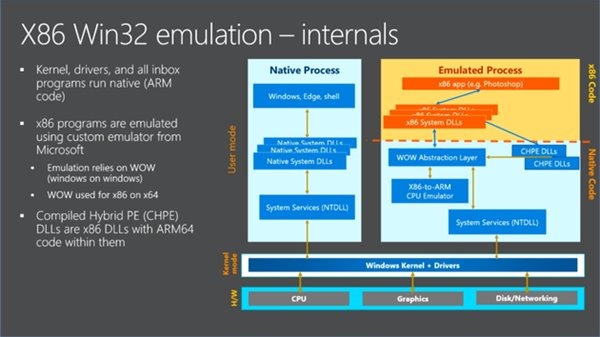 X86 Win32 emulation – internals
Kernel, drivers, and all inbox
programs run native (ARM
code)
x86 programs are emulated
using custom emulator from
Microsoft
Emulation relies on WOW
(windows on windows)
WOW used for x86 on x64
Compiled Hybrid PE (CHPE)
DLLs are x86 DLLs with ARM64
code within them
User mode
Native Process
Windows, Edge, shell
Native System DLLs
Native System DLLs
Native System DLLs
System Services (NTDLL)
Emulated Process
x86 app (e.g. Photoshop)
x86 System DLLs
x86 System DLLs
x86 System DLLs
WOW Abstraction Layer
CHPE DLLs
CHPE DLLs
X86-to-ARM
CPU Emulator
System Services (NTDLL)
x86 Code
Native Code
Kernel
mode
Windows Kernel + Drivers
H/W
CPU
Graphics
Disk/Networking